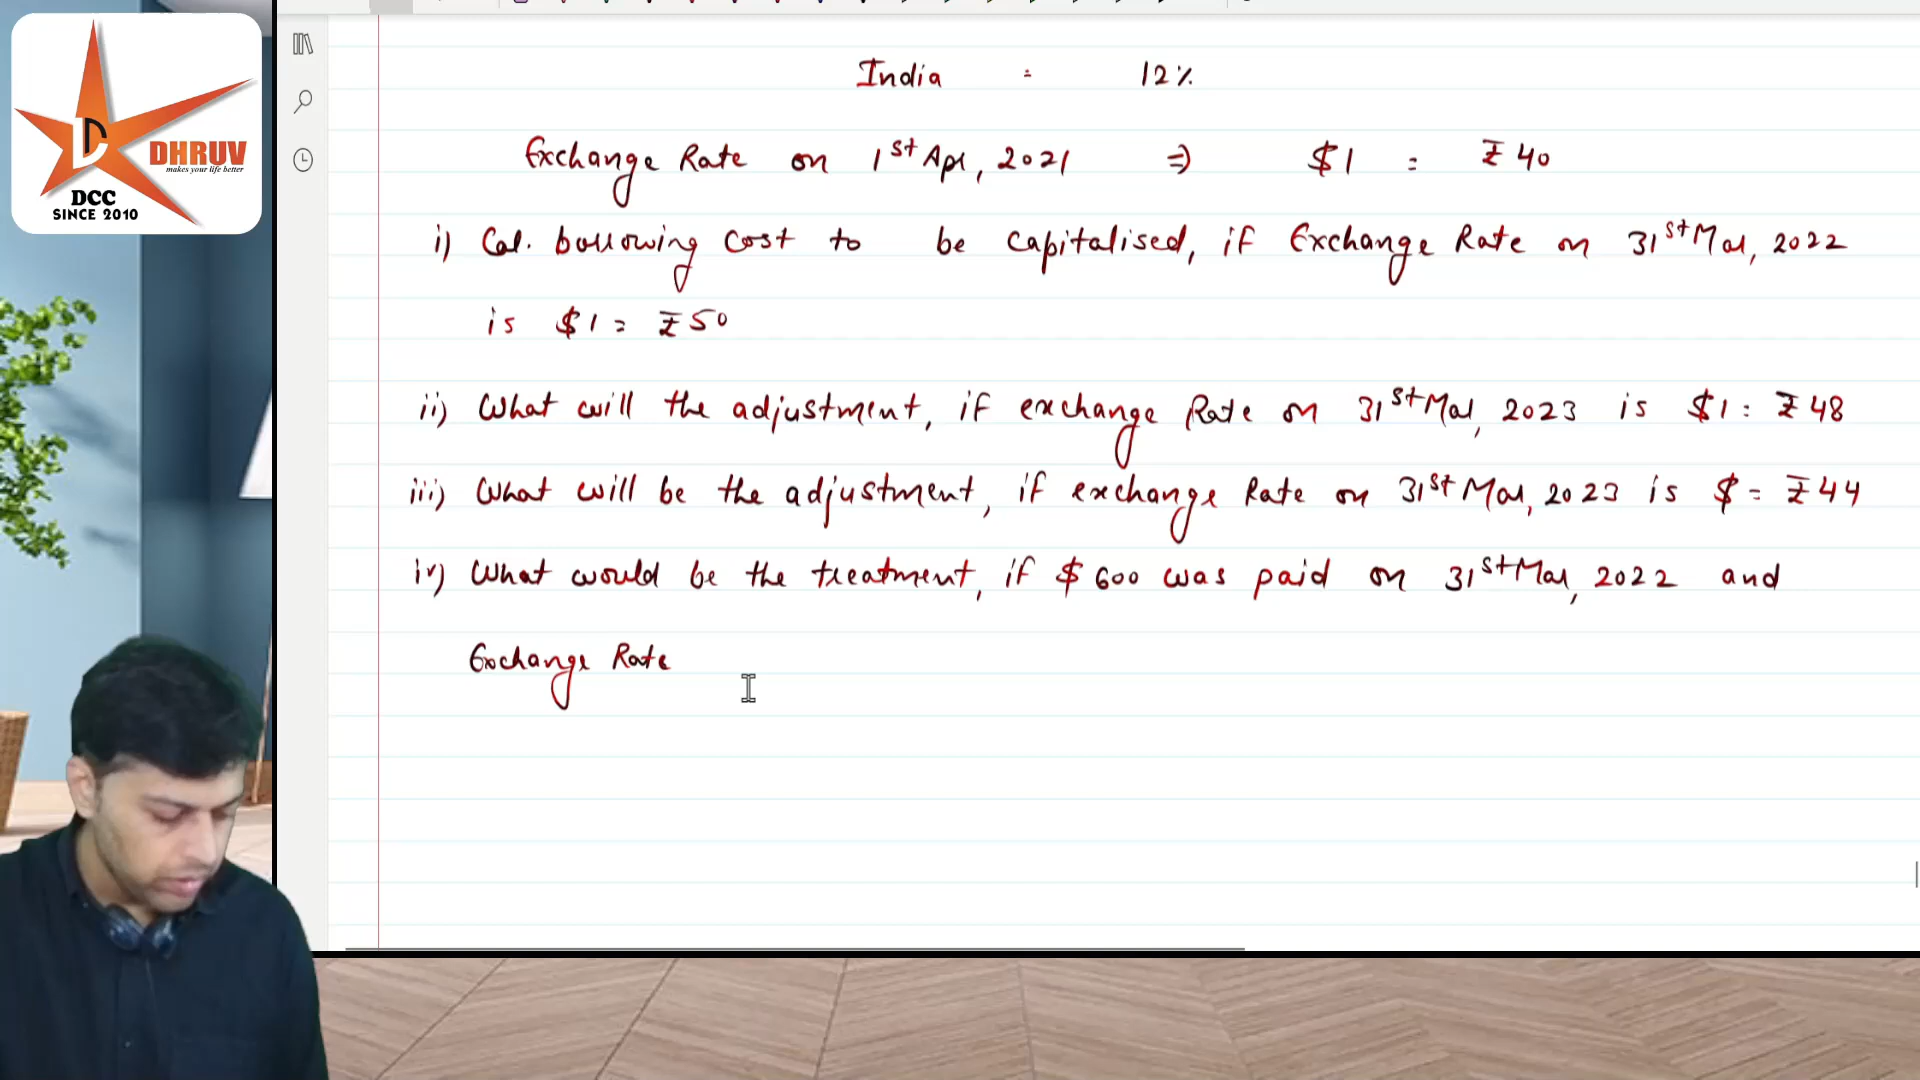 DHRUV
makes your life better
DCC
SINCE 2010
India : 12%
Exchange Rate on 1st Apr, 2021 ⇒ $1 : ₹40
i) Cal. borrowing cost to be capitalised, if Exchange Rate on 31st Mar, 2022
is $1 = ₹50
ii) What will the adjustment, if exchange Rate on 31st Mar, 2023 is $1 : ₹48
iii) What will be the adjustment, if exchange Rate on 31st Mar, 2023 is $ = ₹44
iv) What would be the treatment, if $600 was paid on 31st Mar, 2022 and
Exchange Rate